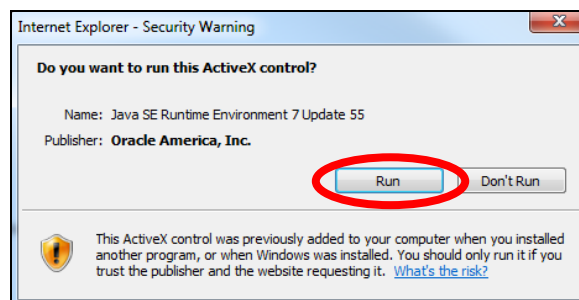 Internet Explorer - Security Warning
Do you want to run this ActiveX control?
Name: Java SE Runtime Environment 7 Update 55
Publisher: Oracle America, Inc.
Run Don't Run
This ActiveX control was previously added to your computer when you installed
another program, or when Windows was installed. You should only run it if you
trust the publisher and the website requesting it. What's the risk?